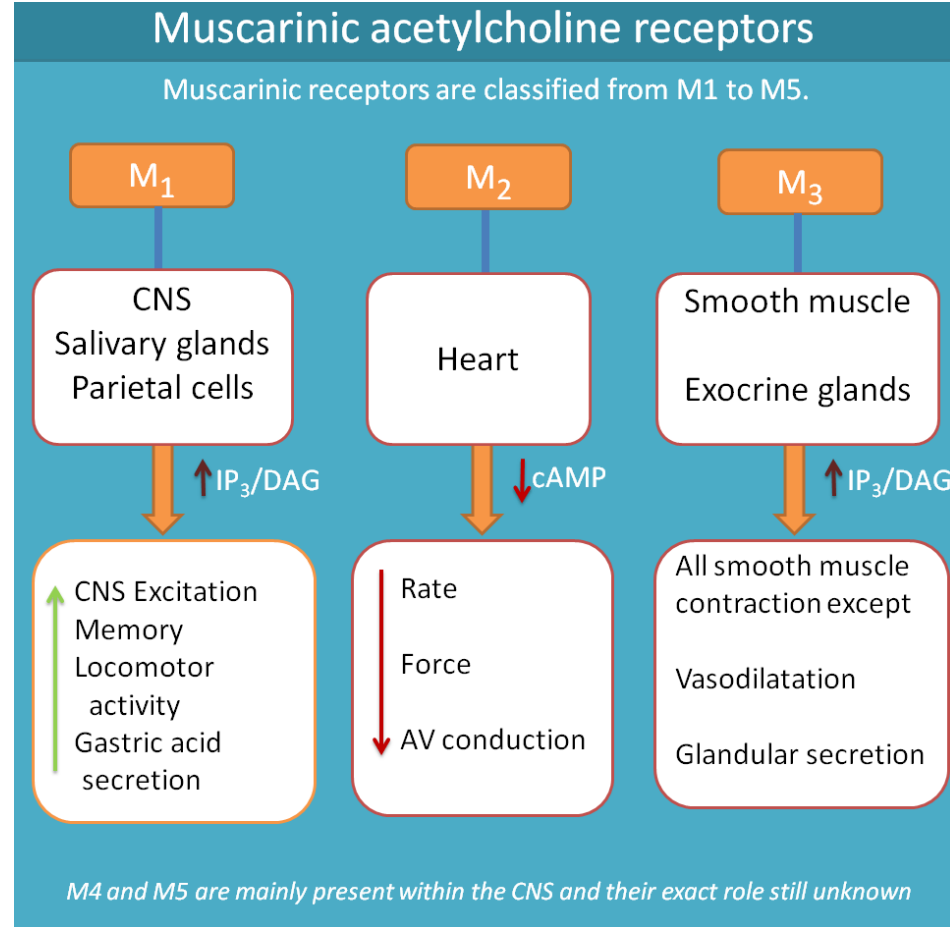 Muscarinic acetylcholine receptors
Muscarinic receptors are classified from M1 to M5.
M₁
CNS
Salivary glands
Parietal cells
IP₃/DAG
CNS Excitation
Memory
Locomotor
activity
Gastric acid
secretion
M₂
Heart
cAMP
Rate
Force
AV conduction
M₃
Smooth muscle
Exocrine glands
IP₃/DAG
All smooth muscle
contraction except
Vasodilatation
Glandular secretion
M4 and M5 are mainly present within the CNS and their exact role still unknown